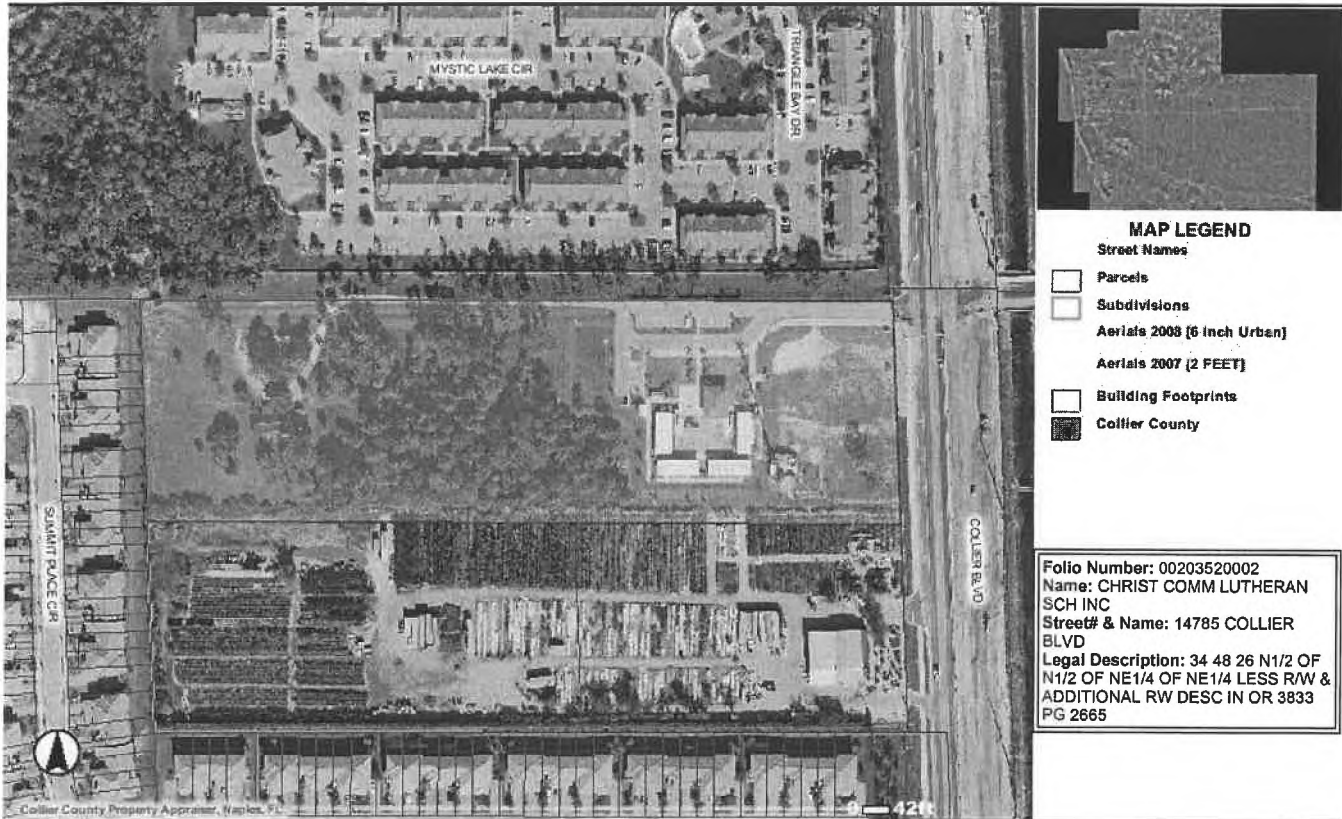 MYSTIC LAKE CIR
TRIANGLE BAY DR
SUMMIT PLACE CIR
COLLIER BLVD
Collier County Property Appraiser, Naples, FL
0 42ft
MAP LEGEND
Street Names
Parcels
Subdivisions
Aerials 2008 [6 Inch Urban]
Aerials 2007 [2 FEET]
Building Footprints
Collier County
Folio Number: 00203520002
Name: CHRIST COMM LUTHERAN
SCH INC
Street# & Name: 14785 COLLIER
BLVD
Legal Description: 34 48 26 N1/2 OF
N1/2 OF NE1/4 OF NE1/4 LESS R/W &
ADDITIONAL RW DESC IN OR 3833
PG 2665